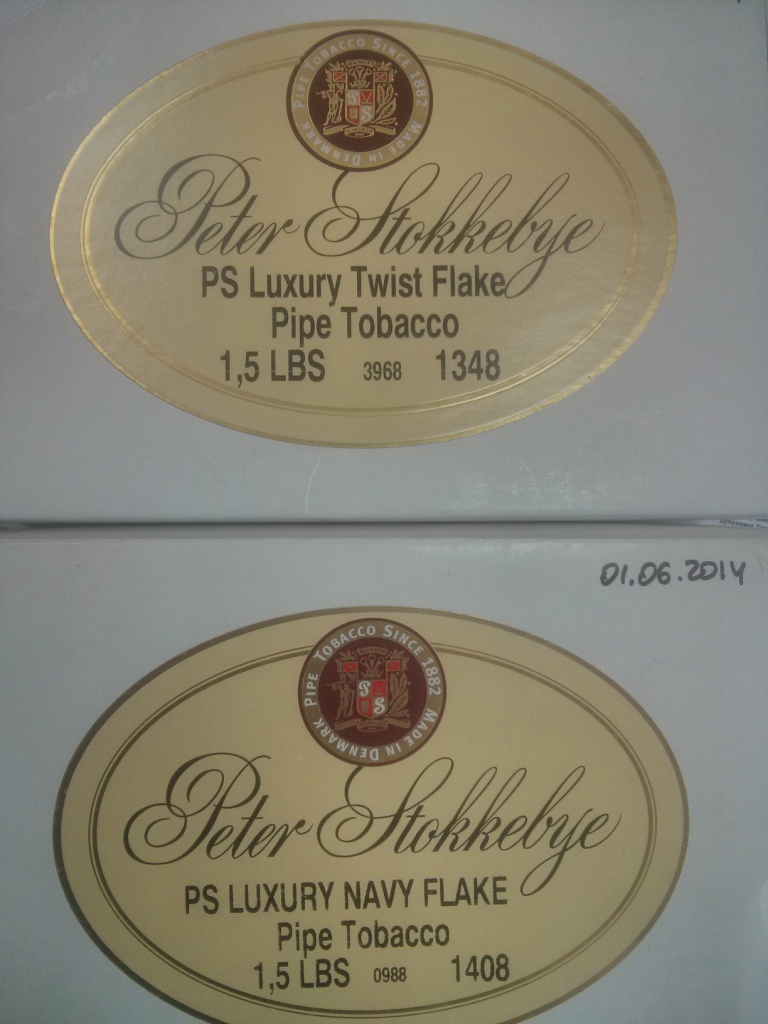 PIPE TOBACCO SINCE 1882
MADE IN DENMARK
Peter Stokkebye
PS Luxury Twist Flake
Pipe Tobacco
1,5 LBS 3968 1348
01.06.2014
PIPE TOBACCO SINCE 1882
MADE IN DENMARK
Peter Stokkebye
PS LUXURY NAVY FLAKE
Pipe Tobacco
1,5 LBS 0988 1408